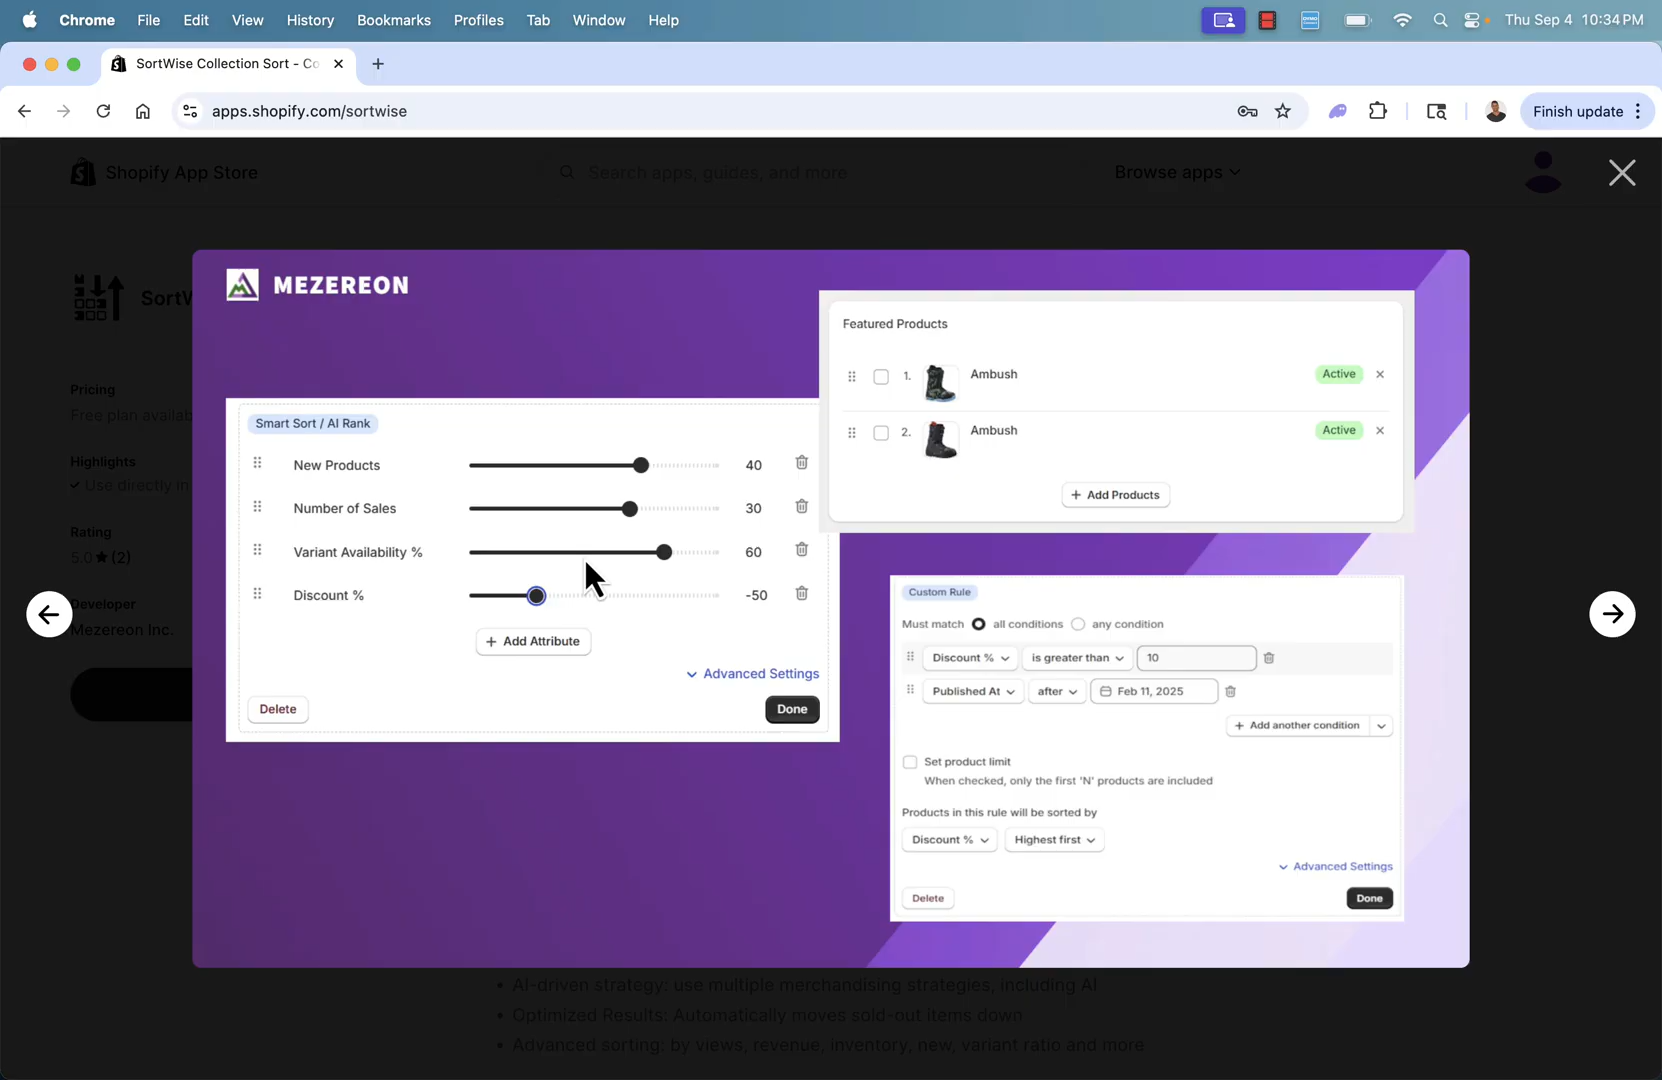 Chrome File Edit View History Bookmarks Profiles Tab Window Help
Thu Sep 4 10:34 PM
SortWise Collection Sort - Co
apps.shopify.com/sortwise
Finish update
Shopify App Store
Search apps, guides, and more
Browse apps
SortW
Pricing
Free plan availab
Highlights
Use directly in
Rating
5.0★(2)
Developer
Mezereon Inc.
MEZEREON
Smart Sort / AI Rank
New Products 40
Number of Sales 30
Variant Availability % 60
Discount % -50
+ Add Attribute
Advanced Settings
Delete Done
Featured Products
1. Ambush Active
2. Ambush Active
+ Add Products
Custom Rule
Must match all conditions any condition
Discount % is greater than 10
Published At after Feb 11, 2025
+ Add another condition
Set product limit
When checked, only the first 'N' products are included
Products in this rule will be sorted by
Discount % Highest first
Advanced Settings
Delete Done
• AI-driven strategy: use multiple merchandising strategies, including AI
• Optimized Results: Automatically moves sold-out items down
• Advanced sorting: by views, revenue, inventory, new, variant ratio and more